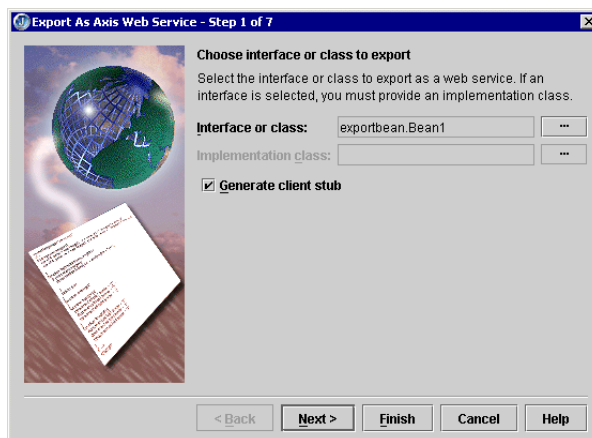 Export As Axis Web Service - Step 1 of 7
Choose interface or class to export
Select the interface or class to export as a web service. If an
interface is selected, you must provide an implementation class.
Interface or class: exportbean.Bean1 ...
Implementation class: ...
Generate client stub
< Back Next > Finish Cancel Help